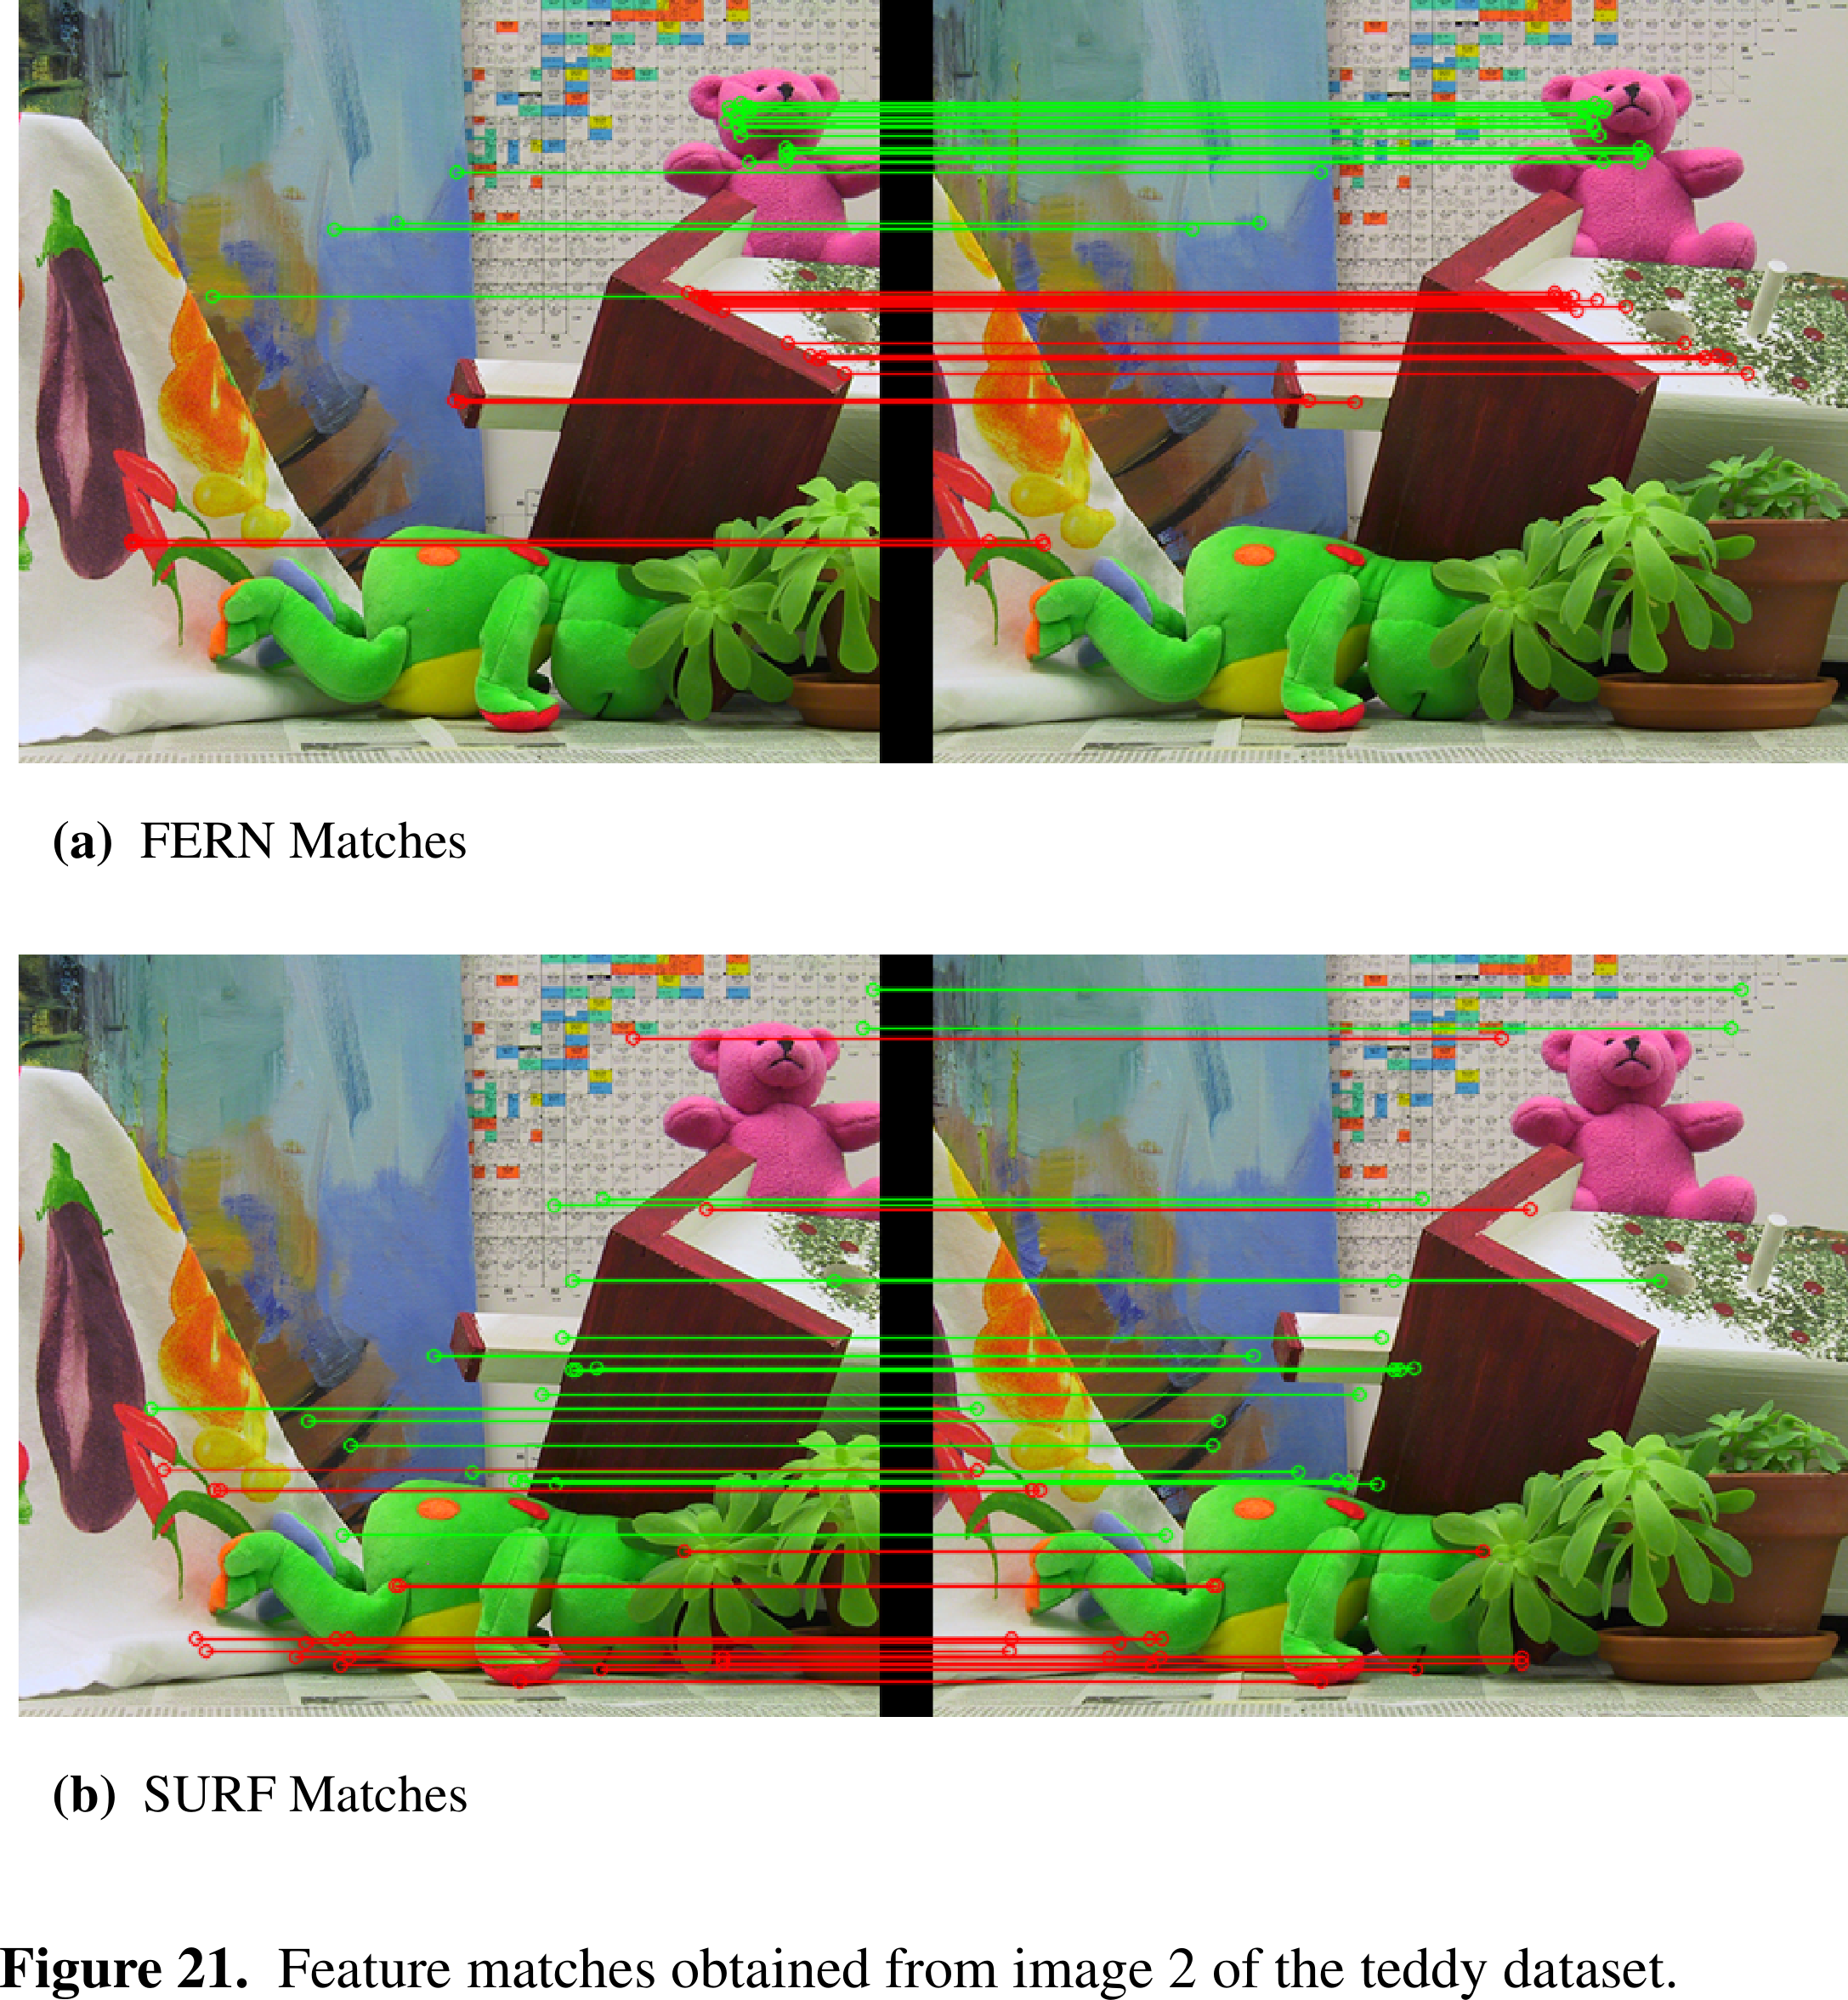 (a) FERN Matches
(b) SURF Matches
Figure 21. Feature matches obtained from image 2 of the teddy dataset.